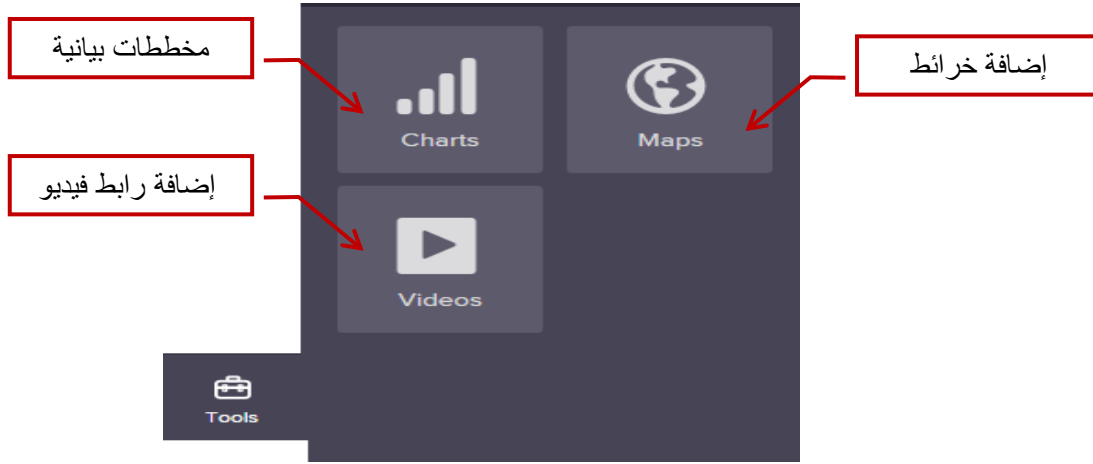 مخططات بيانية
إضافة خرائط
Charts
Maps
إضافة رابط فيديو
Videos
Tools